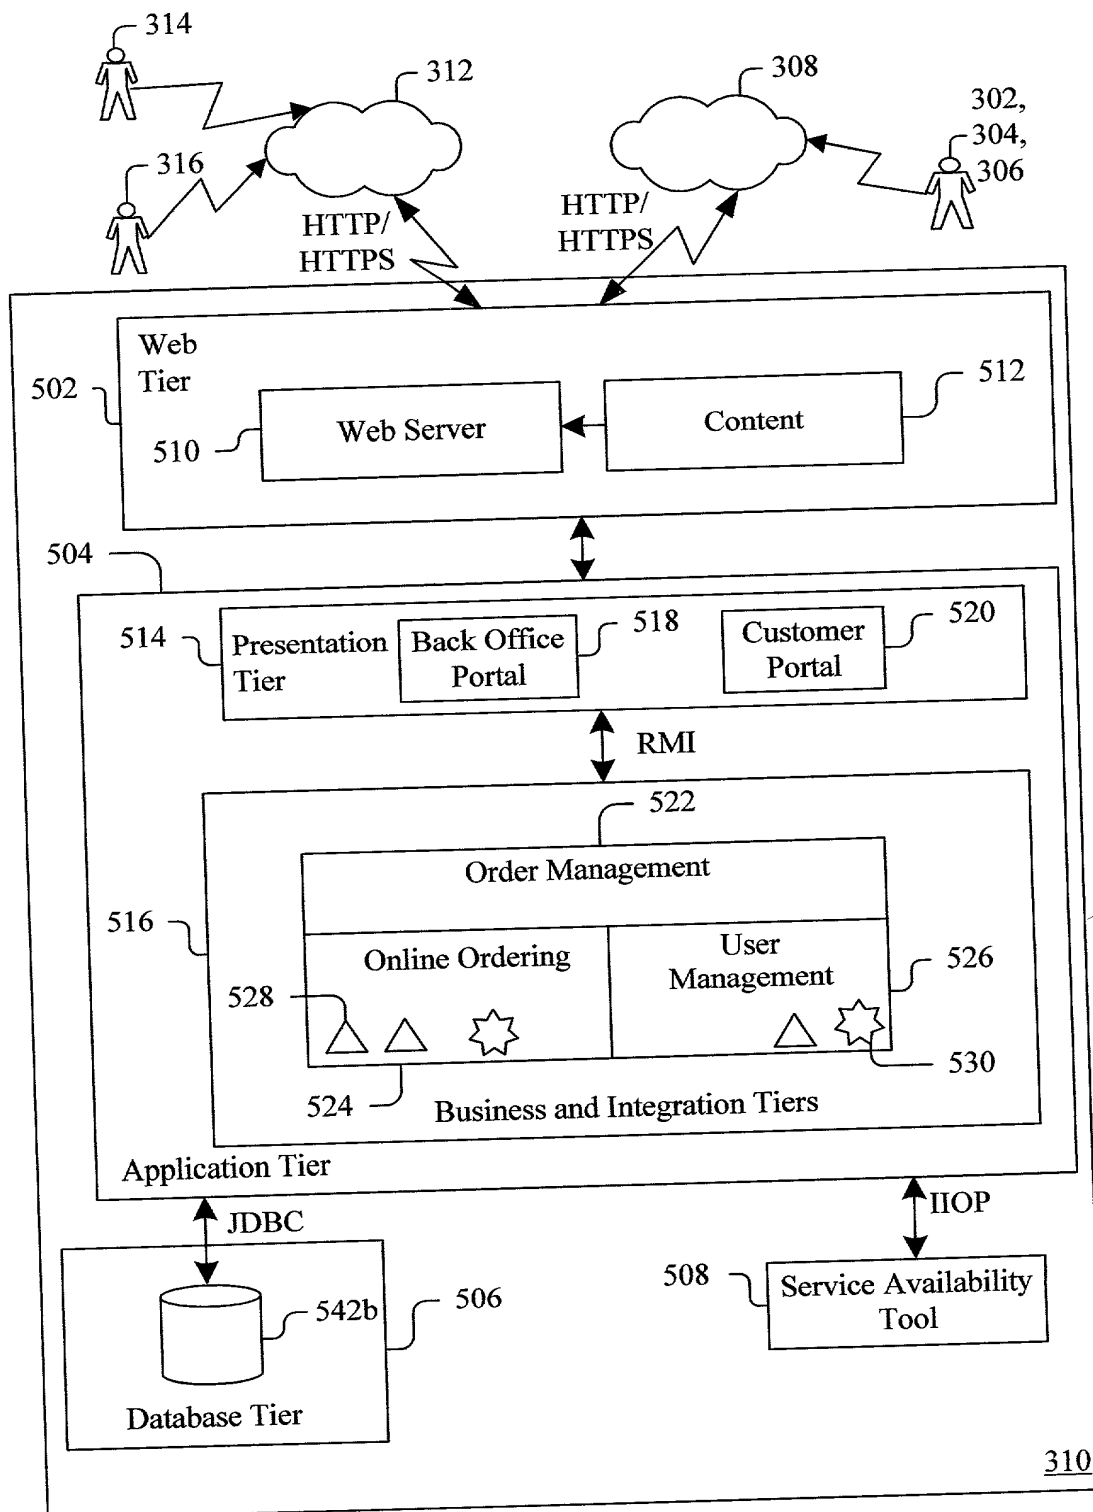 314
312
308
302,
304,
306
316
HTTP/
HTTPS
HTTP/
HTTPS
Web
Tier
502
512
510
Web Server
Content
504
514
Presentation
Tier
Back Office
Portal
518
Customer
Portal
520
RMI
522
Order Management
516
Online Ordering
User
Management
526
528
530
524
Business and Integration Tiers
Application Tier
JDBC
IIOP
508
Service Availability
Tool
542b
506
Database Tier
310